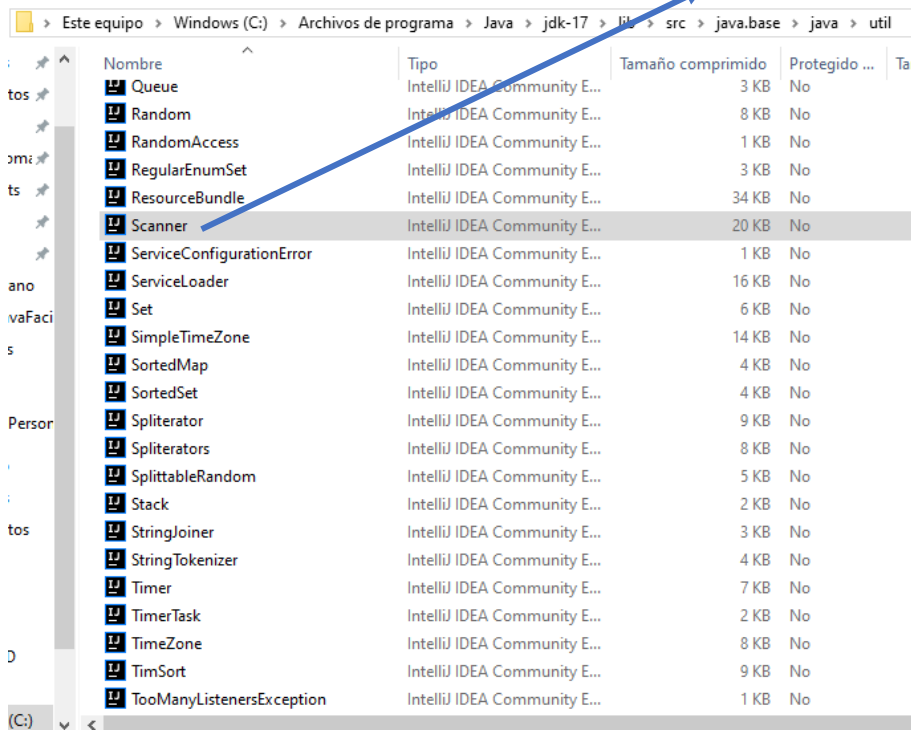 Este equipo > Windows (C:) > Archivos de programa > Java > jdk-17 > lib > src > java.base > java > util
Nombre Tipo Tamaño comprimido Protegido ... Ta
Queue IntelliJ IDEA Community E... 3 KB No
tos Random IntelliJ IDEA Community E... 8 KB No
RandomAccess IntelliJ IDEA Community E... 1 KB No
RegularEnumSet IntelliJ IDEA Community E... 3 KB No
ts ResourceBundle IntelliJ IDEA Community E... 34 KB No
Scanner IntelliJ IDEA Community E... 20 KB No
ServiceConfigurationError IntelliJ IDEA Community E... 1 KB No
ano ServiceLoader IntelliJ IDEA Community E... 16 KB No
vaFaci Set IntelliJ IDEA Community E... 6 KB No
s SimpleTimeZone IntelliJ IDEA Community E... 14 KB No
SortedMap IntelliJ IDEA Community E... 4 KB No
SortedSet IntelliJ IDEA Community E... 4 KB No
Person Spliterator IntelliJ IDEA Community E... 9 KB No
Spliterators IntelliJ IDEA Community E... 8 KB No
SplittableRandom IntelliJ IDEA Community E... 5 KB No
Stack IntelliJ IDEA Community E... 2 KB No
tos StringJoiner IntelliJ IDEA Community E... 3 KB No
StringTokenizer IntelliJ IDEA Community E... 4 KB No
Timer IntelliJ IDEA Community E... 7 KB No
TimerTask IntelliJ IDEA Community E... 2 KB No
TimeZone IntelliJ IDEA Community E... 8 KB No
TimSort IntelliJ IDEA Community E... 9 KB No
TooManyListenersException IntelliJ IDEA Community E... 1 KB No
(C:)